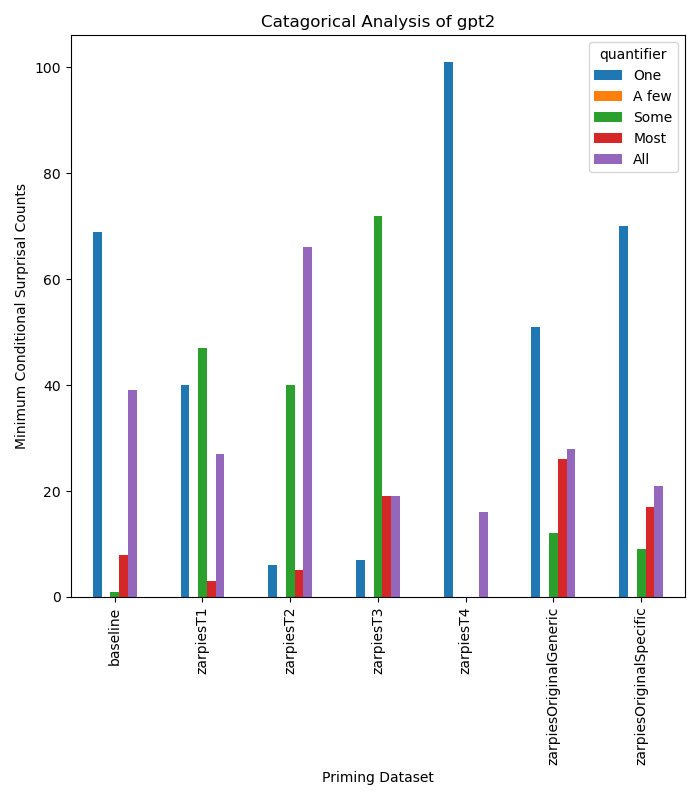 Catagorical Analysis of gpt2
Minimum Conditional Surprisal Counts
100
80
60
40
20
0
quantifier
One
A few
Some
Most
All
baseline
zarpiesT1
zarpiesT2
zarpiesT3
zarpiesT4
zarpiesOriginalGeneric
zarpiesOriginalSpecific
Priming Dataset